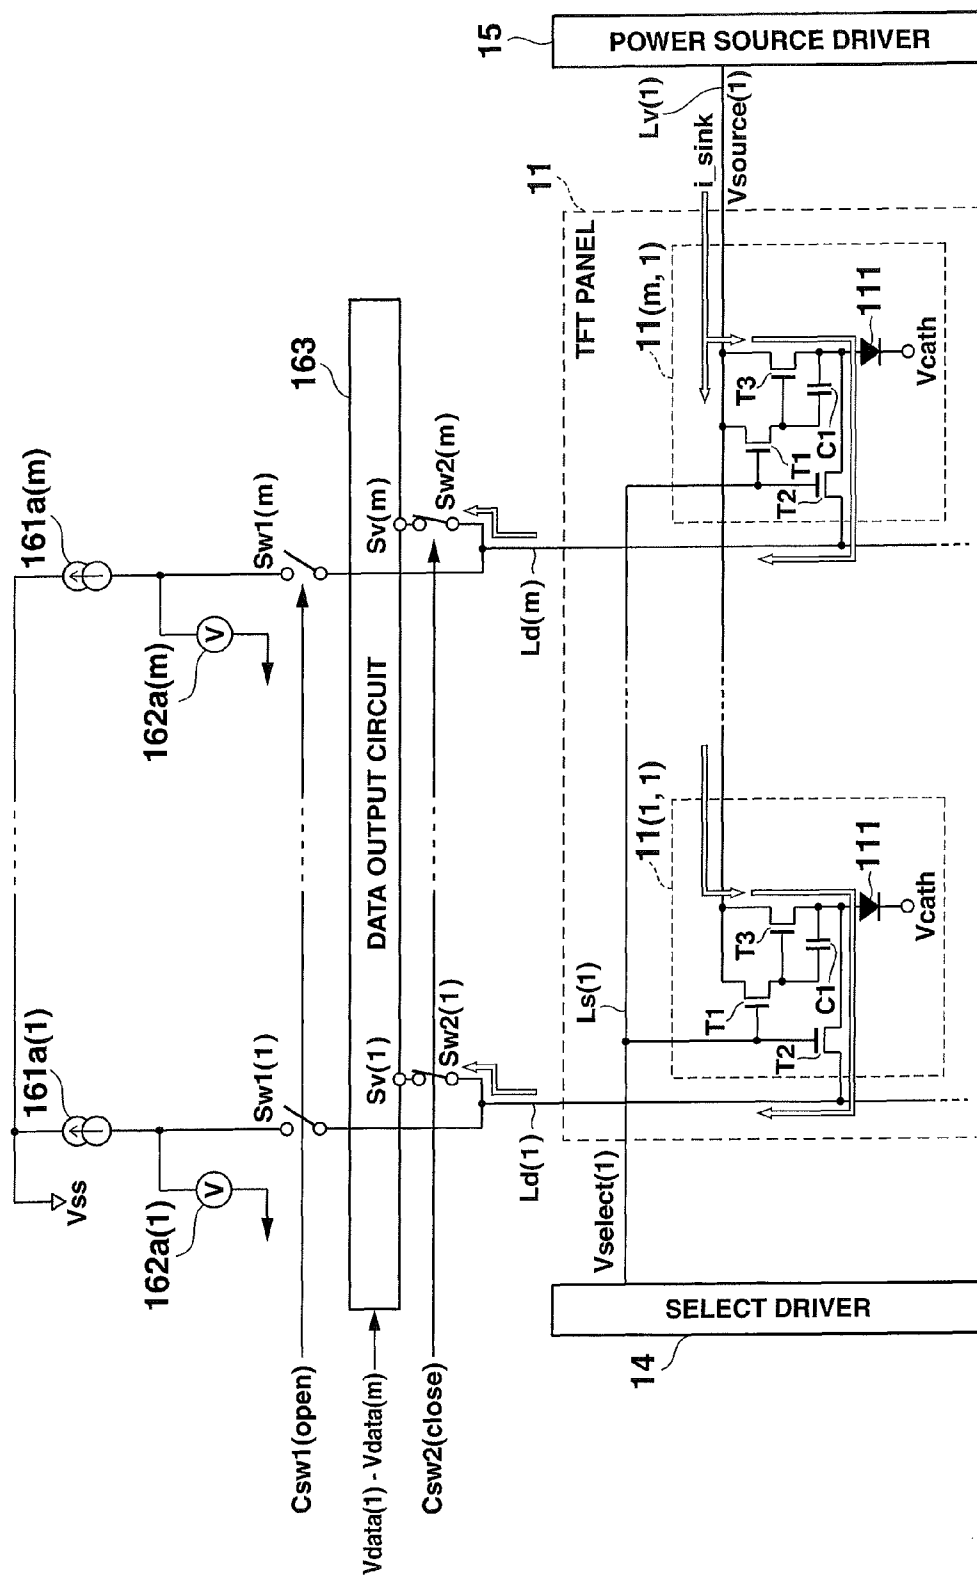 Vss
161a(1)
161a(m)
162a(1)
V
162a(m)
V
Csw1(open)
Sw1(1)
Sw1(m)
163
Vdata(1) - Vdata(m)
DATA OUTPUT CIRCUIT
Sv(1)
Sv(m)
Csw2(close)
Sw2(1)
Sw2(m)
Ld(1)
Ld(m)
11
TFT PANEL
15
POWER SOURCE DRIVER
14
SELECT DRIVER
Vselect(1)
Ls(1)
11(1, 1)
11(m, 1)
Lv(1)
i_sink
Vsource(1)
T1
T3
T2
C1
111
Vcath
T1
T3
T2
C1
111
Vcath